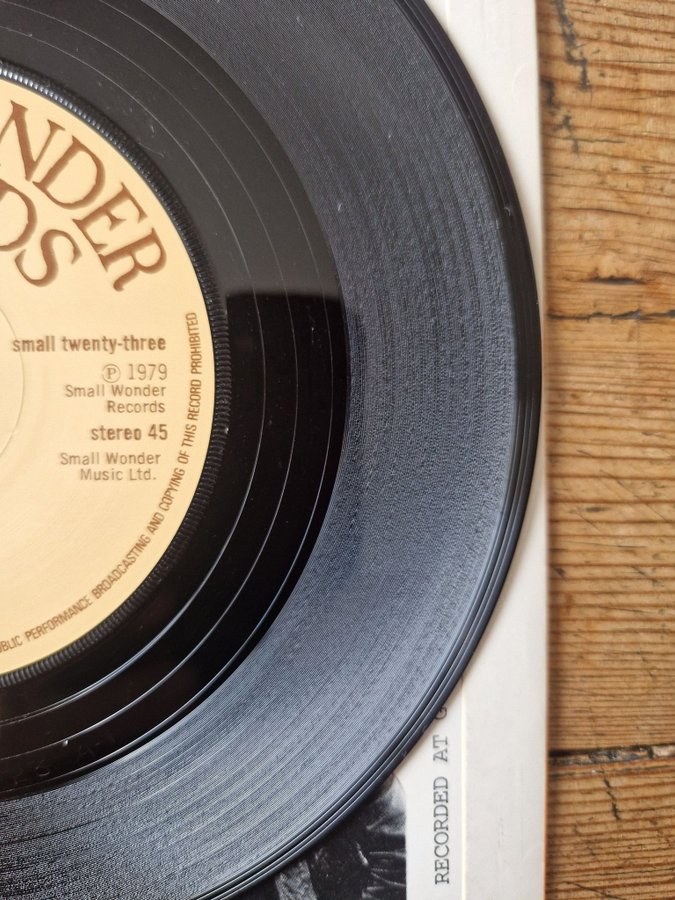 NDER
DS
small twenty-three
℗ 1979
Small Wonder
Records
stereo 45
Small Wonder
Music Ltd.
PUBLIC PERFORMANCE BROADCASTING AND COPYING OF THIS RECORD PROHIBITED
RECORDED AT G